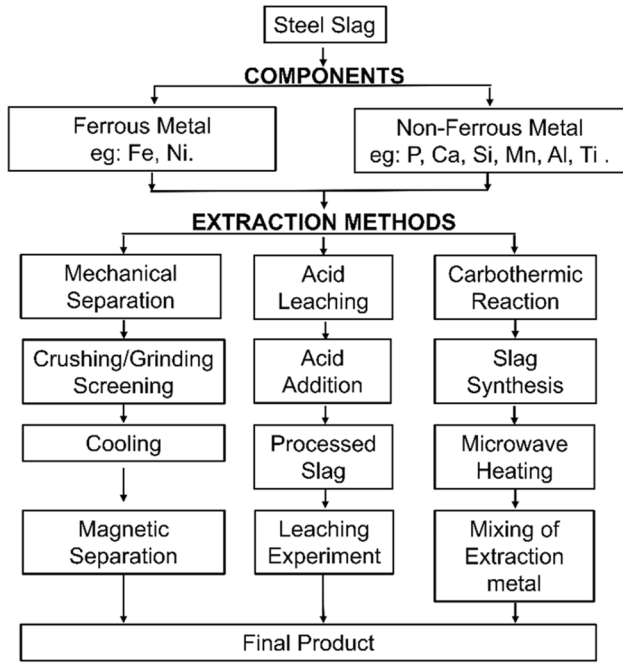 Steel Slag
COMPONENTS
Ferrous Metal
eg: Fe, Ni.
Non-Ferrous Metal
eg: P, Ca, Si, Mn, Al, Ti .
EXTRACTION METHODS
Mechanical
Separation
Acid
Leaching
Carbothermic
Reaction
Crushing/Grinding
Screening
Acid
Addition
Slag
Synthesis
Cooling
Processed
Slag
Microwave
Heating
Magnetic
Separation
Leaching
Experiment
Mixing of
Extraction
metal
Final Product